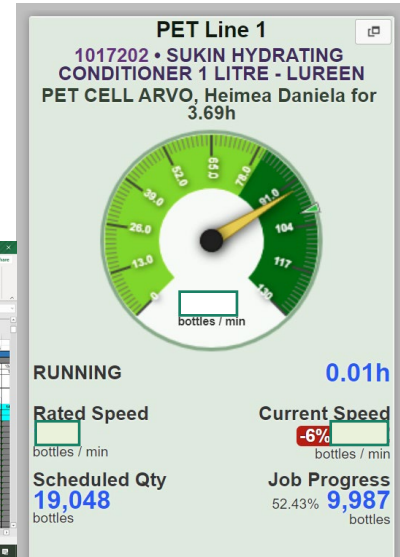 PET Line 1
1017202 • SUKIN HYDRATING
CONDITIONER 1 LITRE - LUREEN
PET CELL ARVO, Heimea Daniela for
3.69h
0
13.0
26.0
39.0
52.0
65.0
78.0
91.0
104
117
130
bottles / min
RUNNING 0.01h
Rated Speed Current Speed
-6%
bottles / min bottles / min
Scheduled Qty Job Progress
19,048 52.43% 9,987
bottles bottles